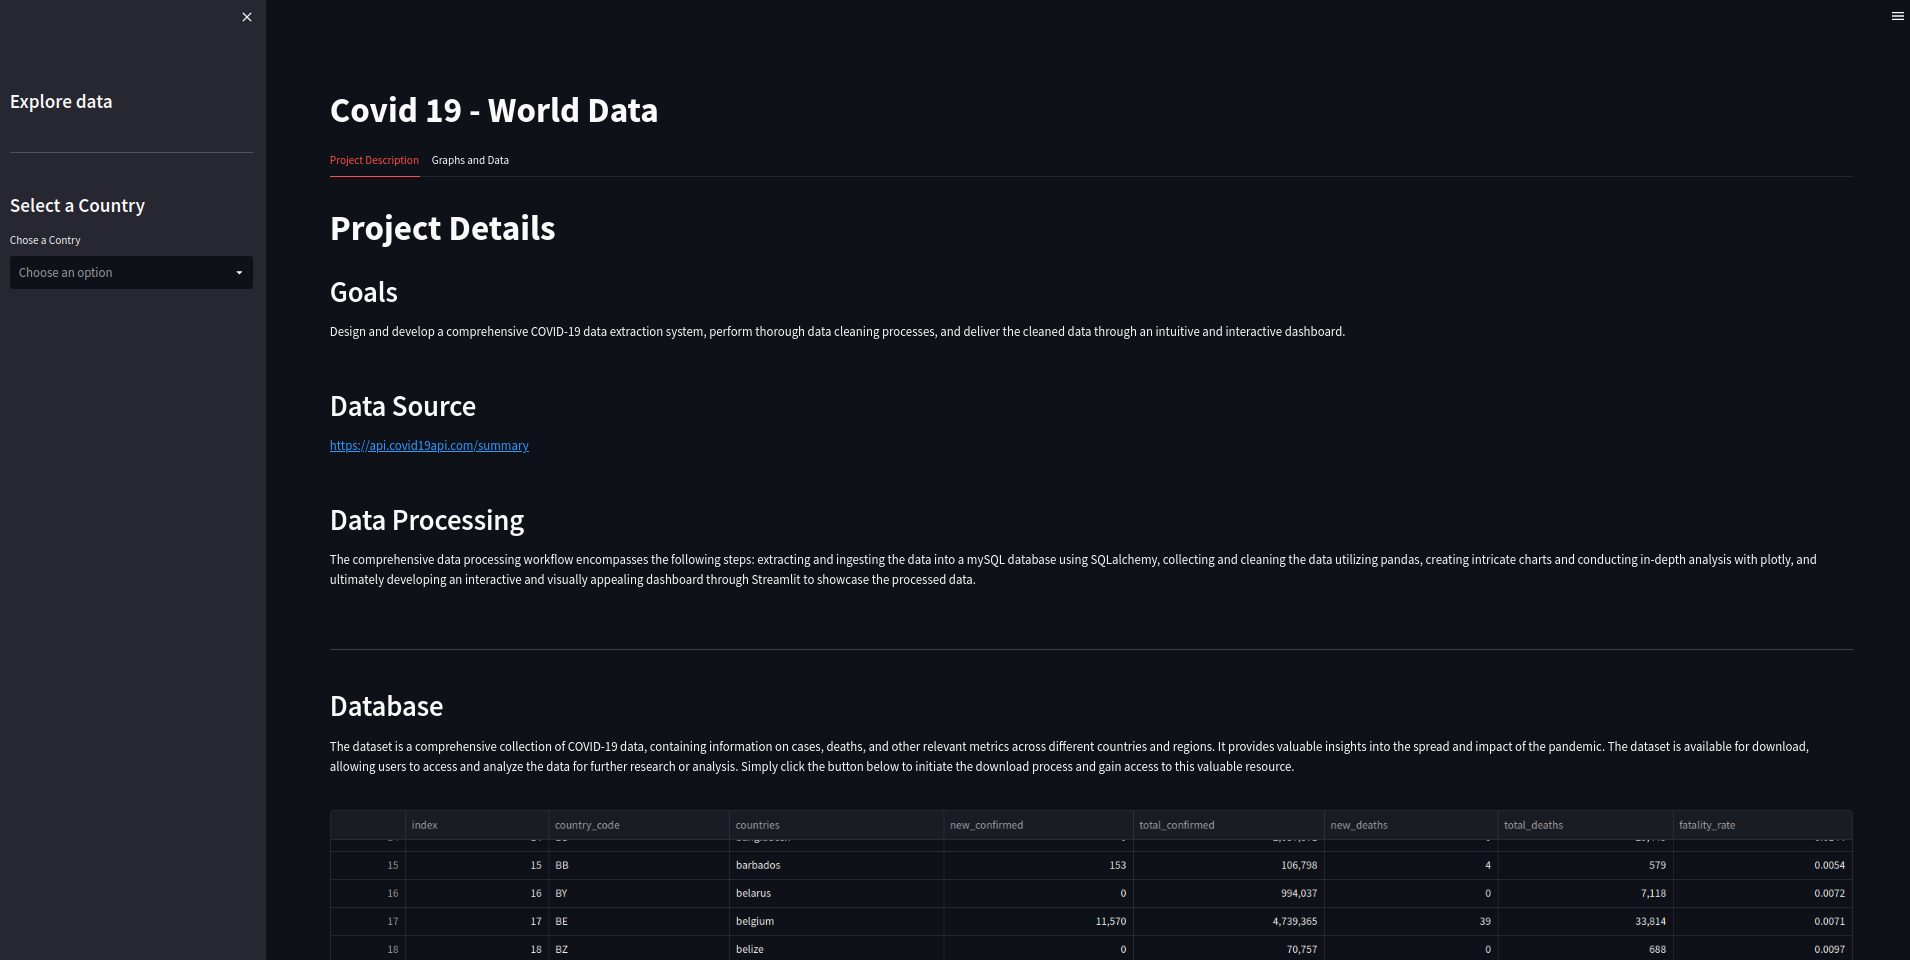 Explore data
Select a Country
Chose a Contry
Choose an option
Covid 19 - World Data
Project Description Graphs and Data
Project Details
Goals
Design and develop a comprehensive COVID-19 data extraction system, perform thorough data cleaning processes, and deliver the cleaned data through an intuitive and interactive dashboard.
Data Source
https://api.covid19api.com/summary
Data Processing
The comprehensive data processing workflow encompasses the following steps: extracting and ingesting the data into a mySQL database using SQLalchemy, collecting and cleaning the data utilizing pandas, creating intricate charts and conducting in-depth analysis with plotly, and
ultimately developing an interactive and visually appealing dashboard through Streamlit to showcase the processed data.
Database
The dataset is a comprehensive collection of COVID-19 data, containing information on cases, deaths, and other relevant metrics across different countries and regions. It provides valuable insights into the spread and impact of the pandemic. The dataset is available for download,
allowing users to access and analyze the data for further research or analysis. Simply click the button below to initiate the download process and gain access to this valuable resource.
index country_code countries new_confirmed total_confirmed new_deaths total_deaths fatality_rate
15 15 BB barbados 153 106,798 4 579 0.0054
16 16 BY belarus 0 994,037 0 7,118 0.0072
17 17 BE belgium 11,570 4,739,365 39 33,814 0.0071
18 18 BZ belize 0 70,757 0 688 0.0097